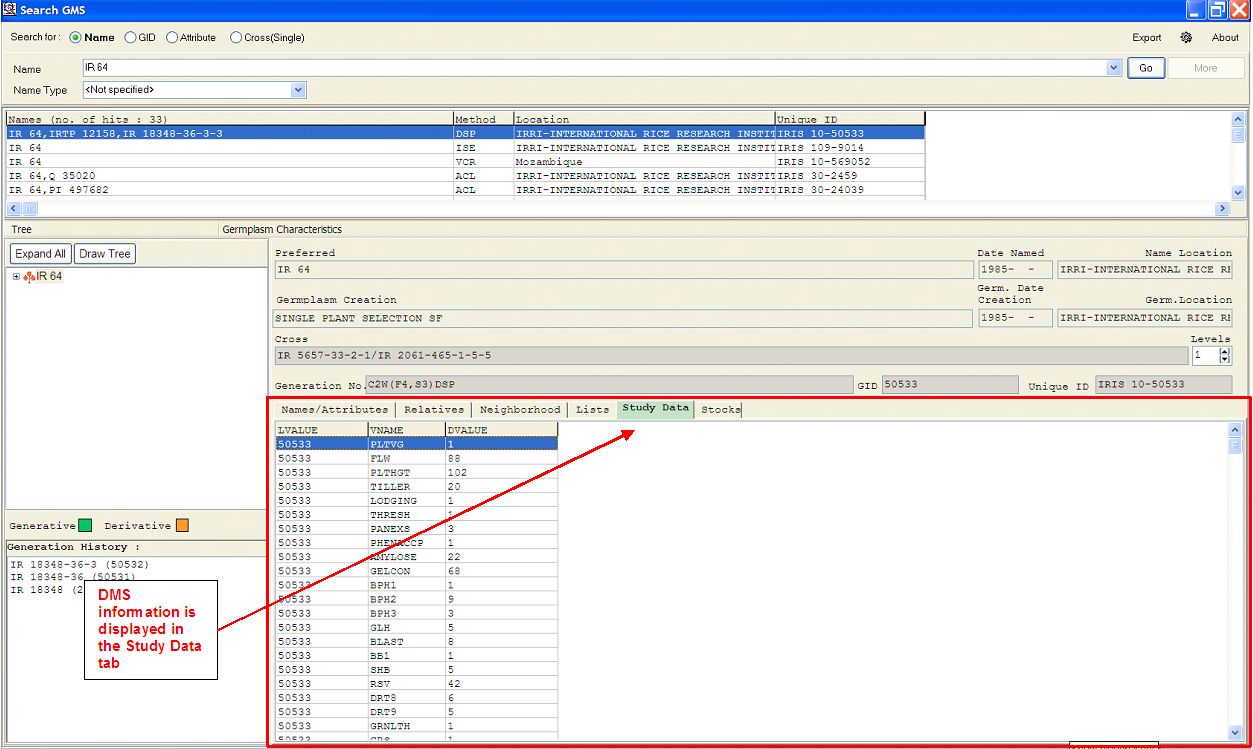 Search GMS
Search for: Name GID Attribute Cross(Single) Export About
Name IR 64 Go More
Name Type <Not specified>
Names (no. of hits : 33) Method Location Unique ID
IR 64,IRTP 12158,IR 18348-36-3-3 DSP IRRI-INTERNATIONAL RICE RESEARCH INSTIT IRIS 10-50533
IR 64 ISE IRRI-INTERNATIONAL RICE RESEARCH INSTIT IRIS 109-9014
IR 64 VCR Mozambique IRIS 10-569052
IR 64,Q 35020 ACL IRRI-INTERNATIONAL RICE RESEARCH INSTIT IRIS 30-2459
IR 64,PI 497682 ACL IRRI-INTERNATIONAL RICE RESEARCH INSTIT IRIS 30-24039
Tree Germplasm Characteristics
Expand All Draw Tree
IR 64
Preferred Date Named Name Location
IR 64 1985- - IRRI-INTERNATIONAL RICE RI
Germplasm Creation Germ. Date Creation Germ.Location
SINGLE PLANT SELECTION SF 1985- - IRRI-INTERNATIONAL RICE RI
Cross Levels
IR 5657-33-2-1/IR 2061-465-1-5-5 1
Generation No. C2W(F4,S3)DSP GID 50533 Unique ID IRIS 10-50533
Names/Attributes Relatives Neighborhood Lists Study Data Stocks
LVALUE VNAME DVALUE
50533 PLTVG 1
50533 FLW 88
50533 PLTHGT 102
50533 TILLER 20
50533 LODGING 1
50533 THRESH 1
50533 PANEXS 3
50533 PHENACCP 1
50533 AMYLOSE 22
50533 GELCON 68
50533 BPH1 1
50533 BPH2 9
50533 BPH3 3
50533 GLH 5
50533 BLAST 8
50533 BB1 1
50533 SHB 5
50533 RSV 42
50533 DRT8 6
50533 DRT9 5
50533 GRNLTH 1
Generative Derivative
Generation History :
IR 18348-36-3 (50532)
IR 18348-36 (50531)
IR 18348 (2
DMS
information is
displayed in
the Study Data
tab